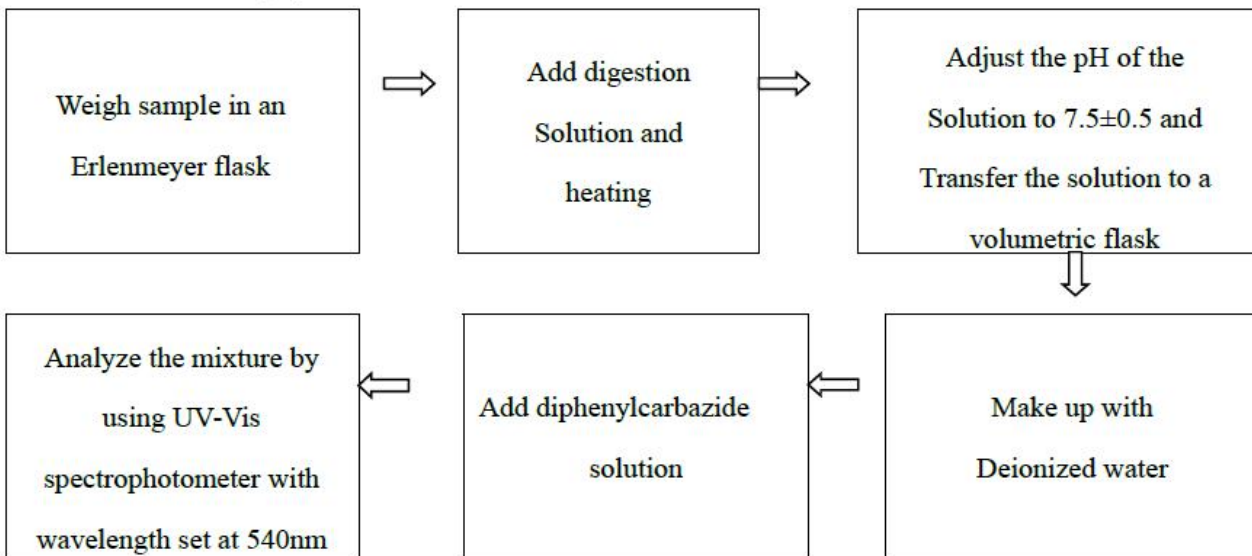 Weigh sample in an
Erlenmeyer flask
Add digestion
Solution and
heating
Adjust the pH of the
Solution to 7.5±0.5 and
Transfer the solution to a
volumetric flask
Make up with
Deionized water
Add diphenylcarbazide
solution
Analyze the mixture by
using UV-Vis
spectrophotometer with
wavelength set at 540nm